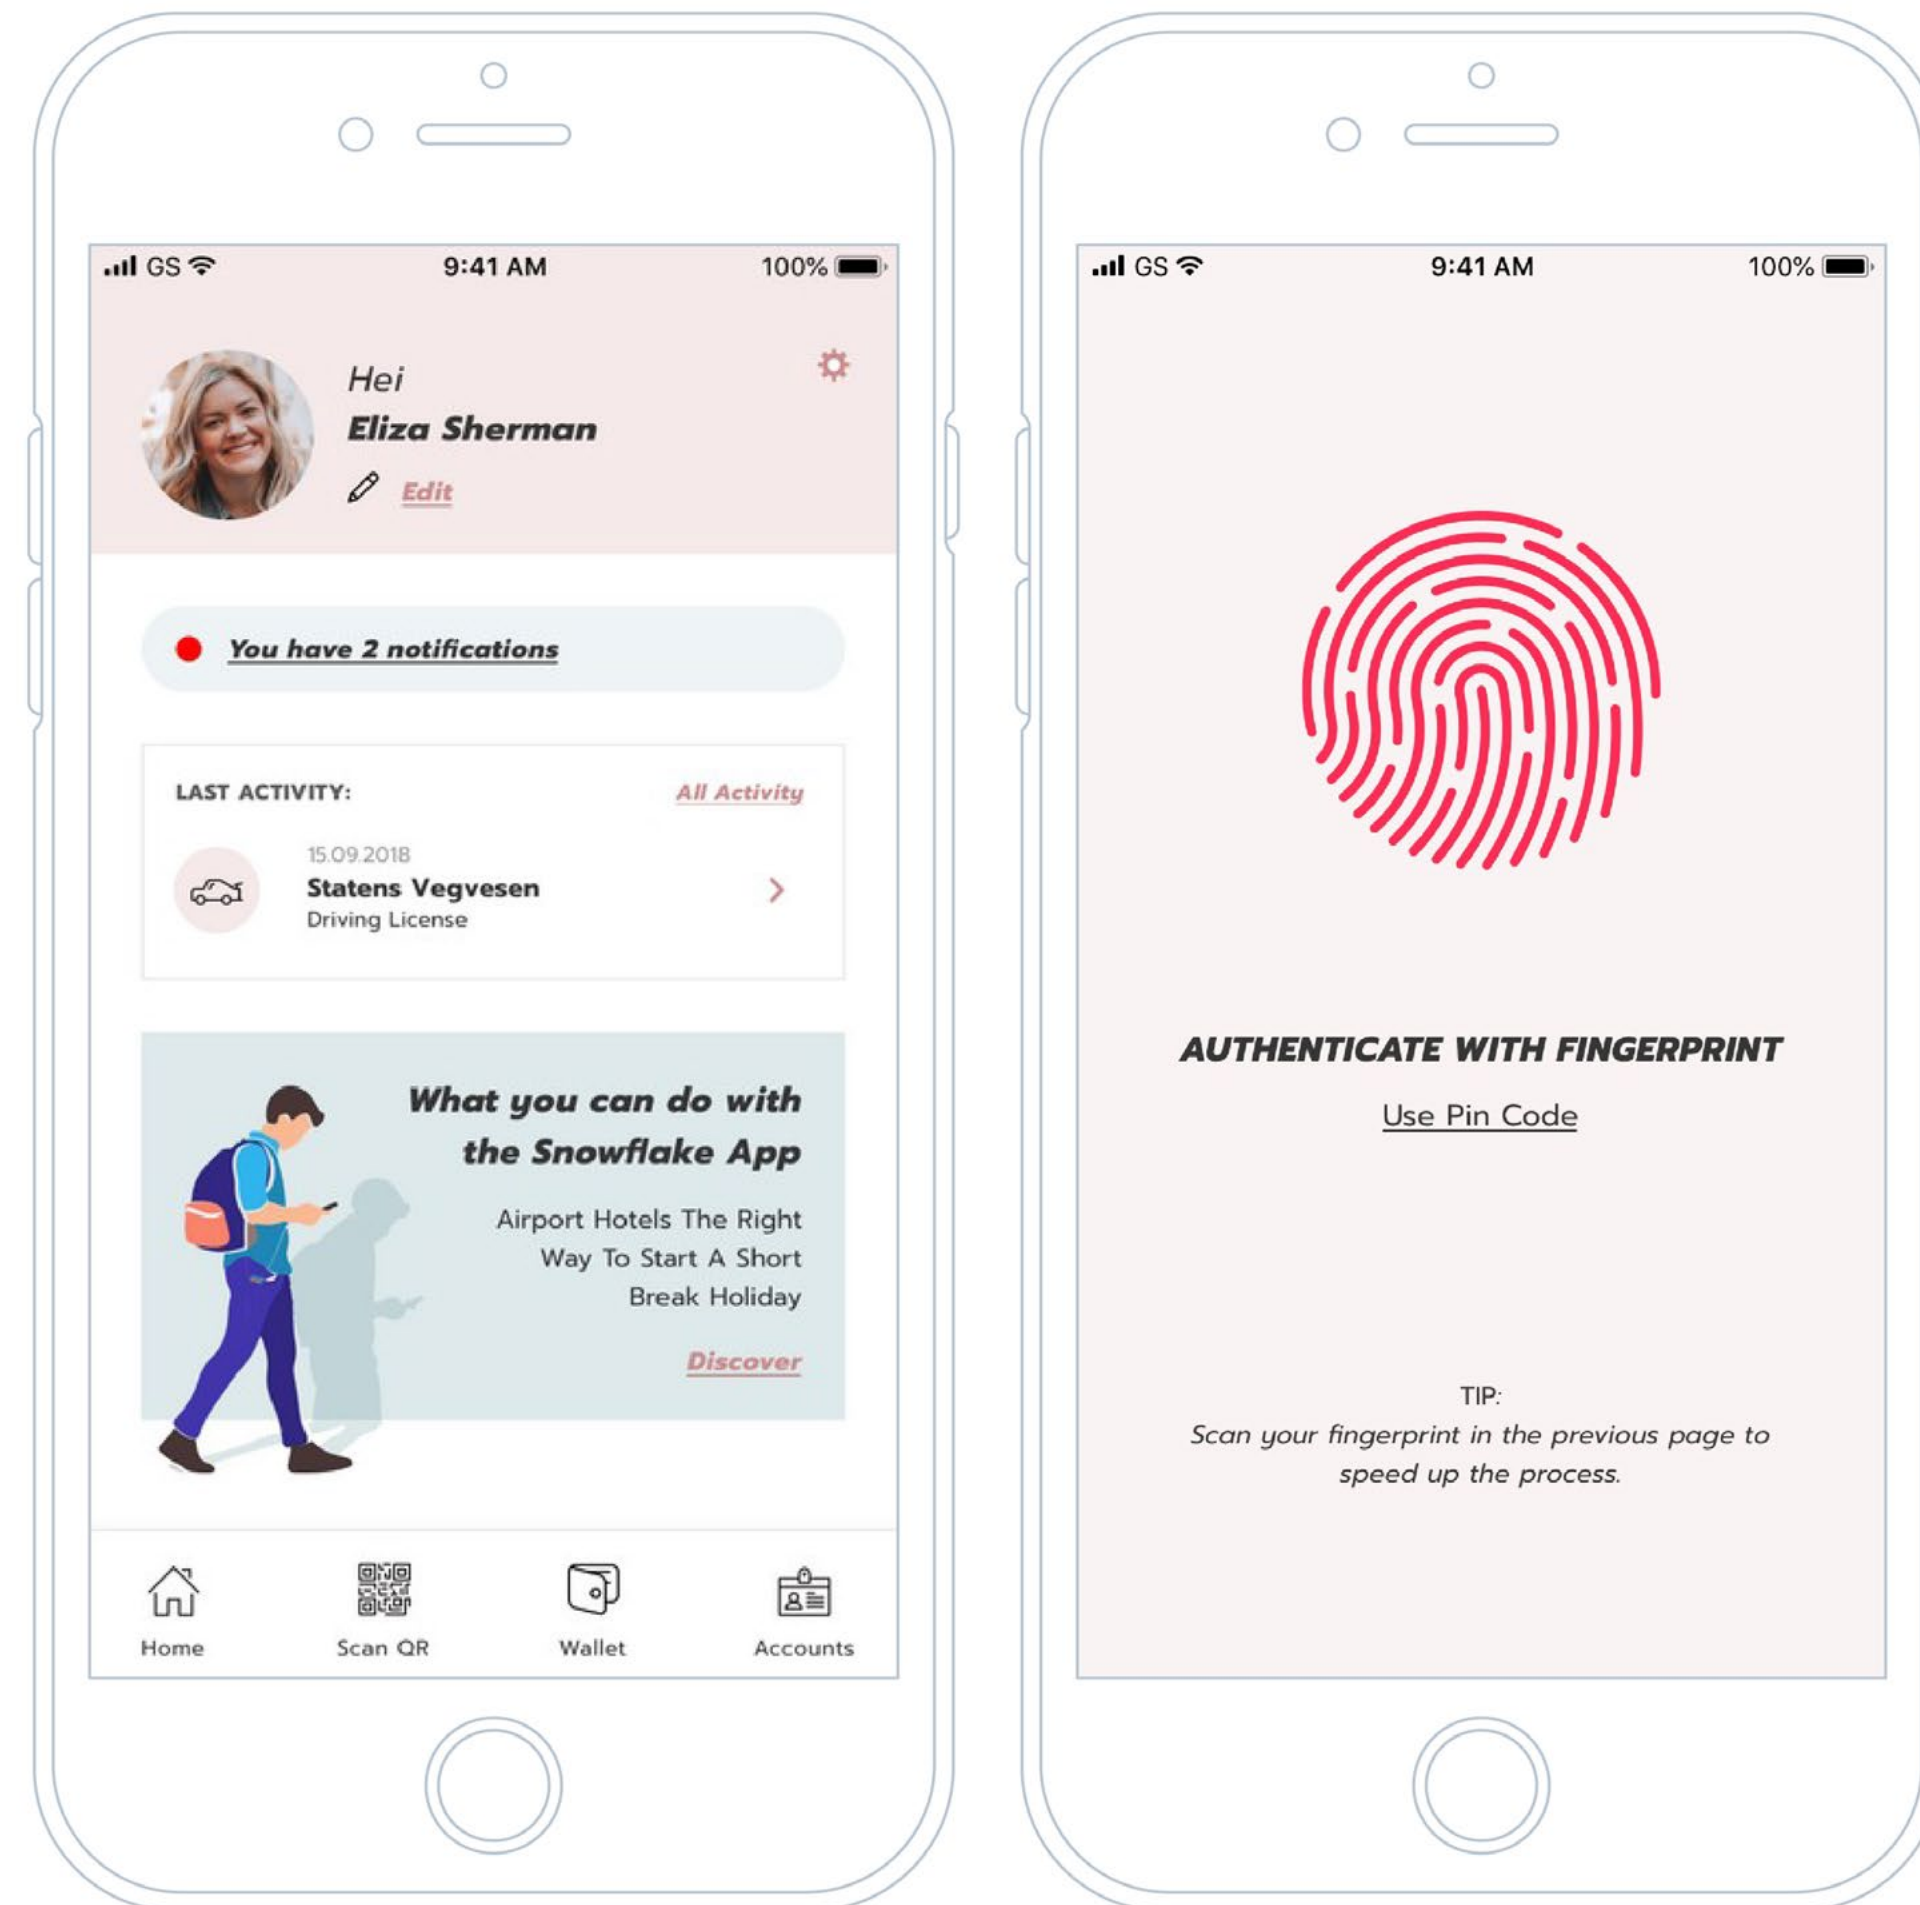 GS 9:41 AM 100%
Hei
Eliza Sherman
Edit
You have 2 notifications
LAST ACTIVITY: All Activity
15.09.2018
Statens Vegvesen
Driving License
What you can do with
the Snowflake App
Airport Hotels The Right
Way To Start A Short
Break Holiday
Discover
Home Scan QR Wallet Accounts
GS 9:41 AM 100%
AUTHENTICATE WITH FINGERPRINT
Use Pin Code
TIP:
Scan your fingerprint in the previous page to
speed up the process.